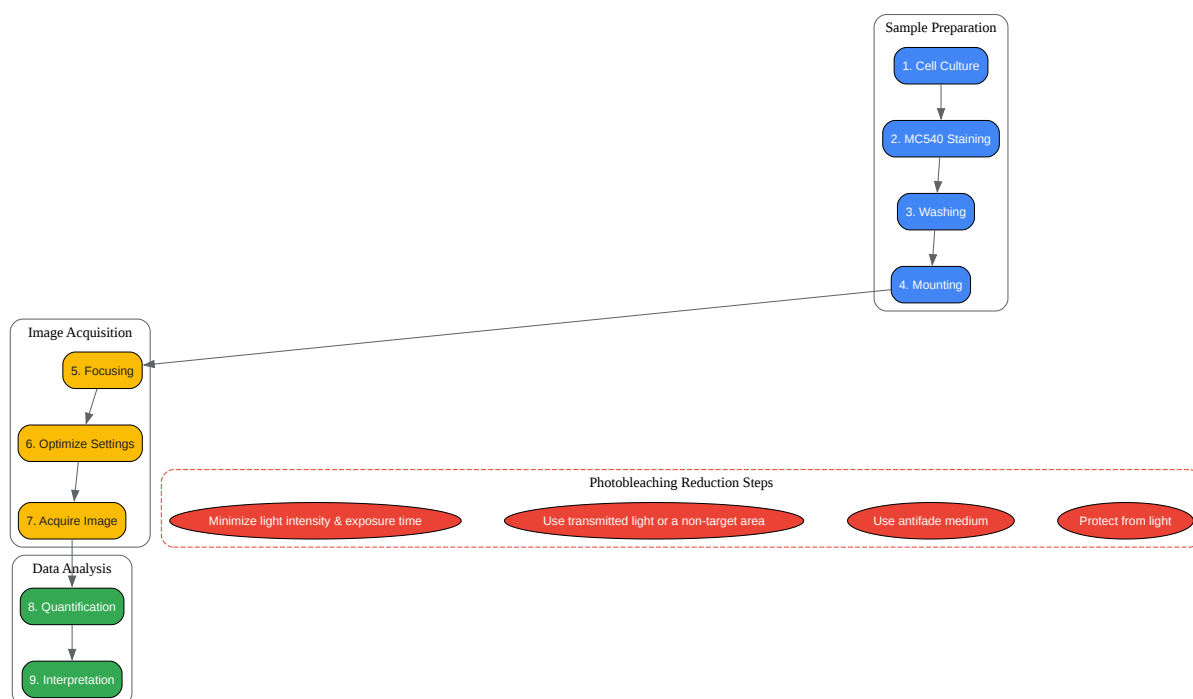 Sample Preparation
1. Cell Culture
2. MC540 Staining
3. Washing
4. Mounting
Image Acquisition
5. Focusing
6. Optimize Settings
7. Acquire Image
Photobleaching Reduction Steps
Minimize light intensity & exposure time
Use transmitted light or a non-target area
Use antifade medium
Protect from light
Data Analysis
8. Quantification
9. Interpretation